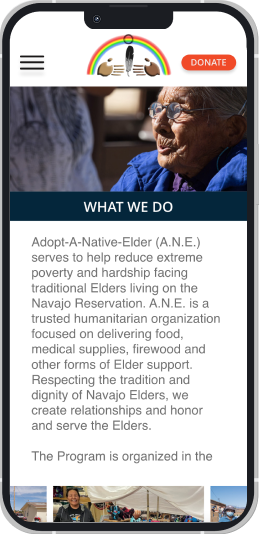 DONATE
WHAT WE DO
Adopt-A-Native-Elder (A.N.E.)
serves to help reduce extreme
poverty and hardship facing
traditional Elders living on the
Navajo Reservation. A.N.E. is a
trusted humanitarian organization
focused on delivering food,
medical supplies, firewood and
other forms of Elder support.
Respecting the tradition and
dignity of Navajo Elders, we
create relationships and honor
and serve the Elders.
The Program is organized in the